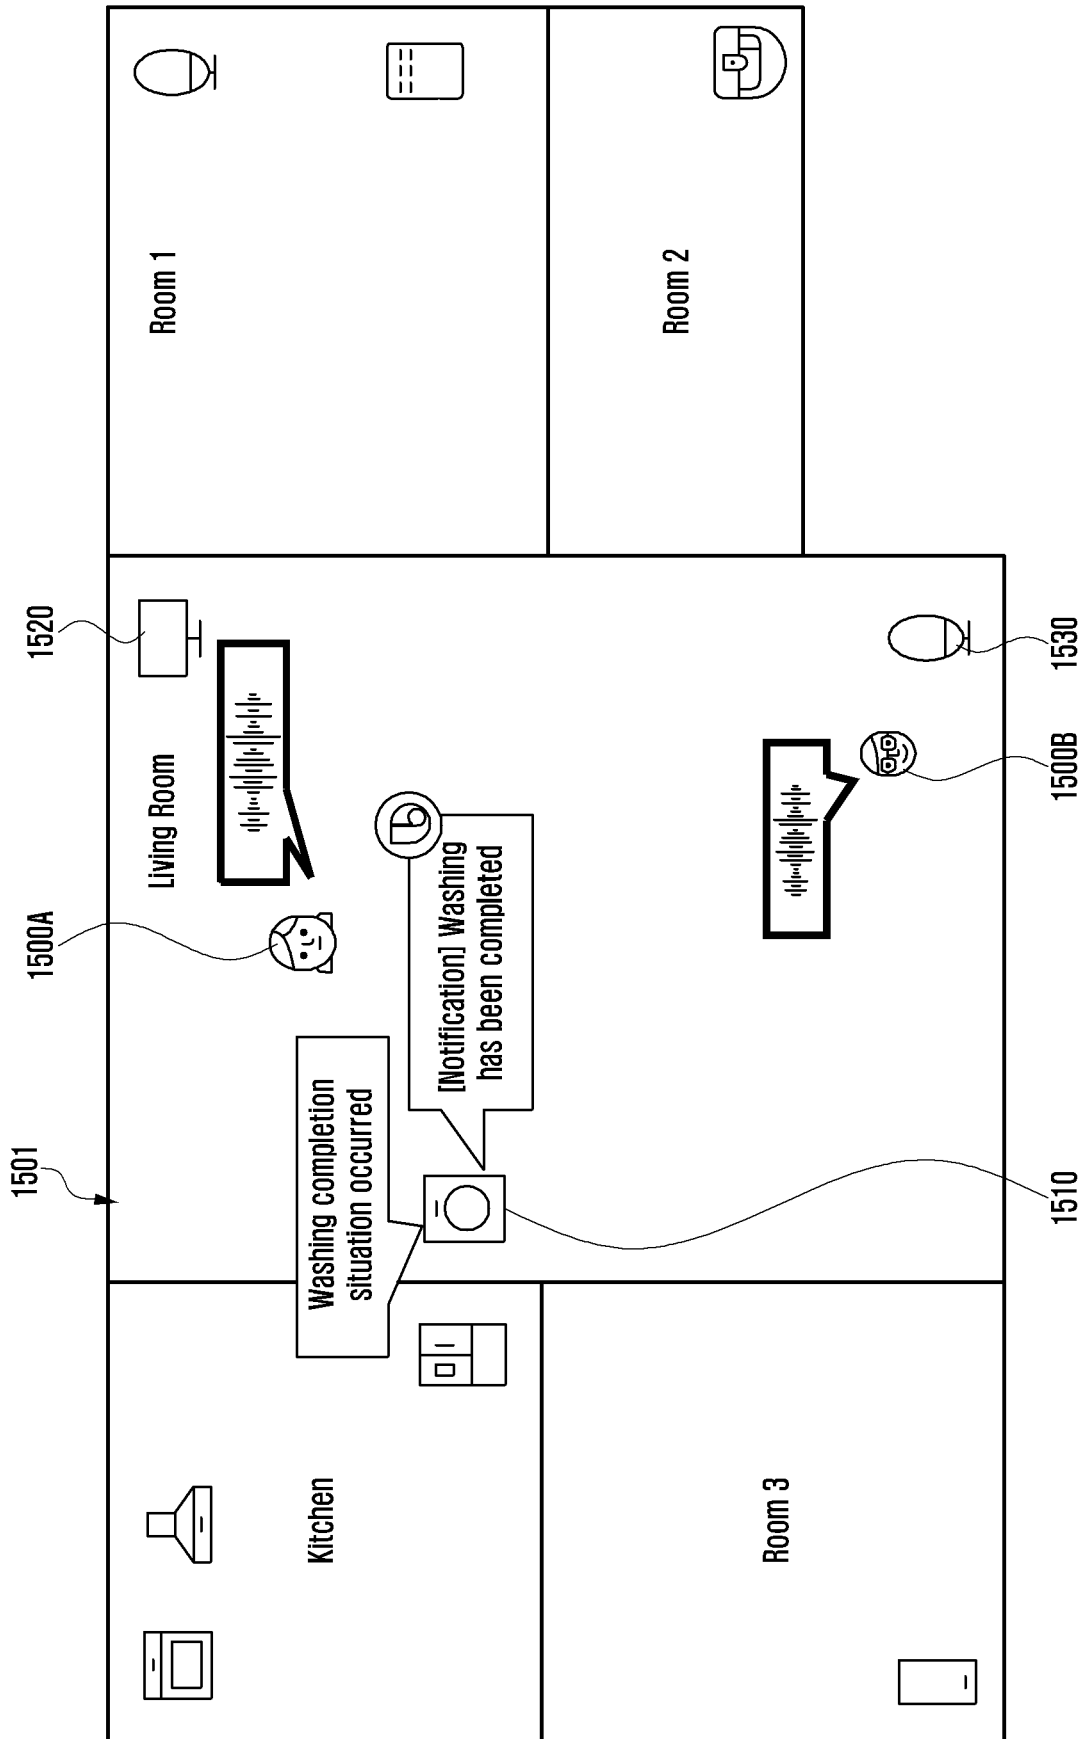 1501
1500A
1520
Kitchen
Washing completion
situation occurred
Living Room
Room 1
[Notification] Washing
has been completed
Room 3
Room 2
1510
1500B
1530